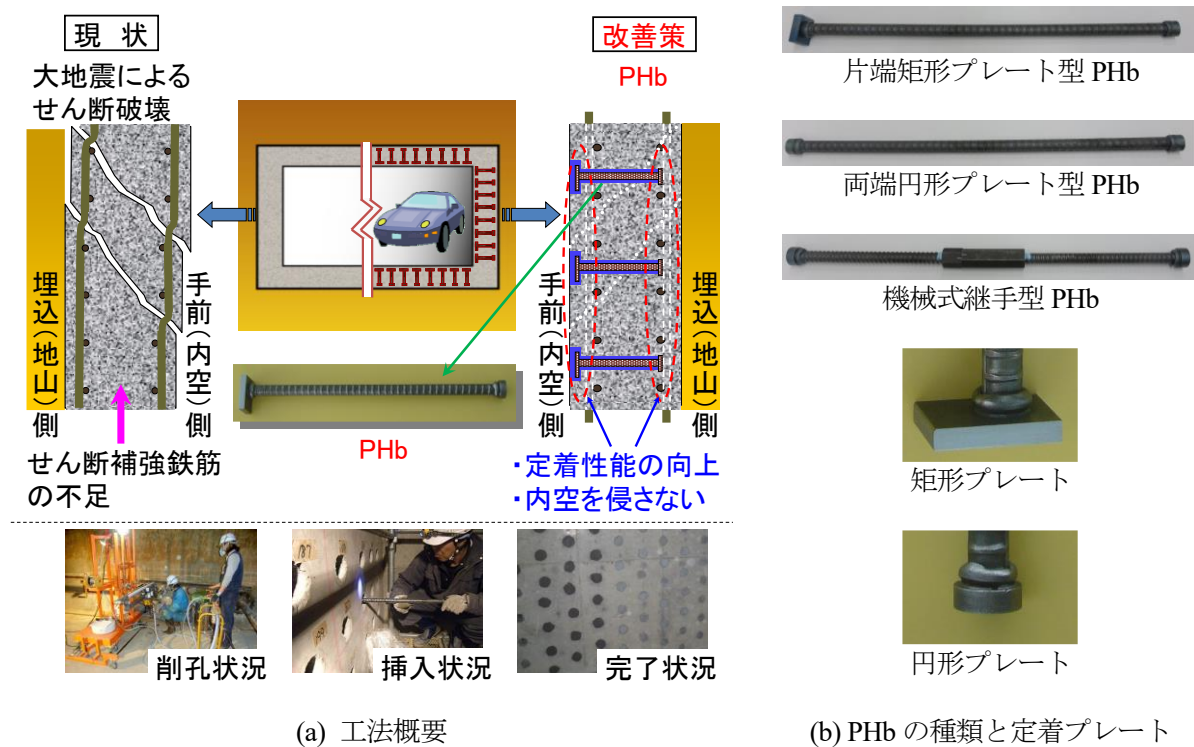 現 状
大地震による
せん断破壊
埋込(地山)側
手前(内空)側
せん断補強鉄筋
の不足
PHb
改善策
PHb
手前(内空)側
埋込(地山)側
・定着性能の向上
・内空を侵さない
削孔状況
挿入状況
完了状況
(a) 工法概要
片端矩形プレート型 PHb
両端円形プレート型 PHb
機械式継手型 PHb
矩形プレート
円形プレート
(b) PHb の種類と定着プレート